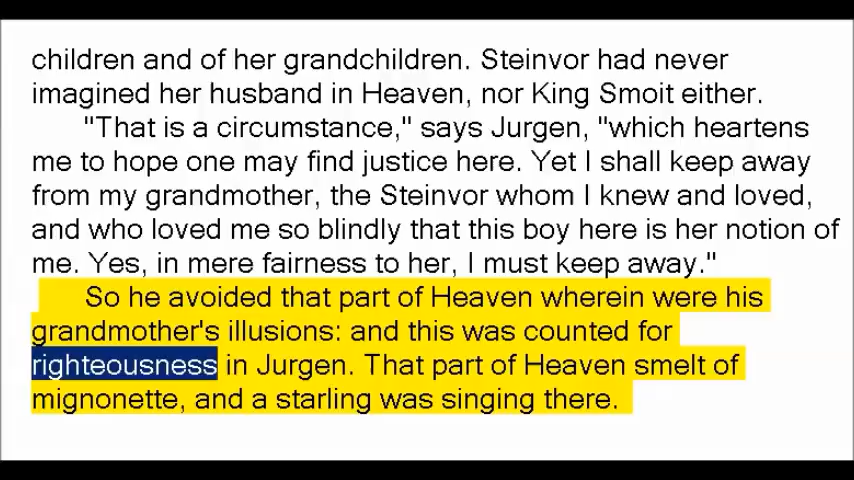 children and of her grandchildren. Steinvor had never
imagined her husband in Heaven, nor King Smoit either.
"That is a circumstance," says Jurgen, "which heartens
me to hope one may find justice here. Yet I shall keep away
from my grandmother, the Steinvor whom I knew and loved,
and who loved me so blindly that this boy here is her notion of
me. Yes, in mere fairness to her, I must keep away."
So he avoided that part of Heaven wherein were his
grandmother's illusions: and this was counted for
righteousness in Jurgen. That part of Heaven smelt of
mignonette, and a starling was singing there.